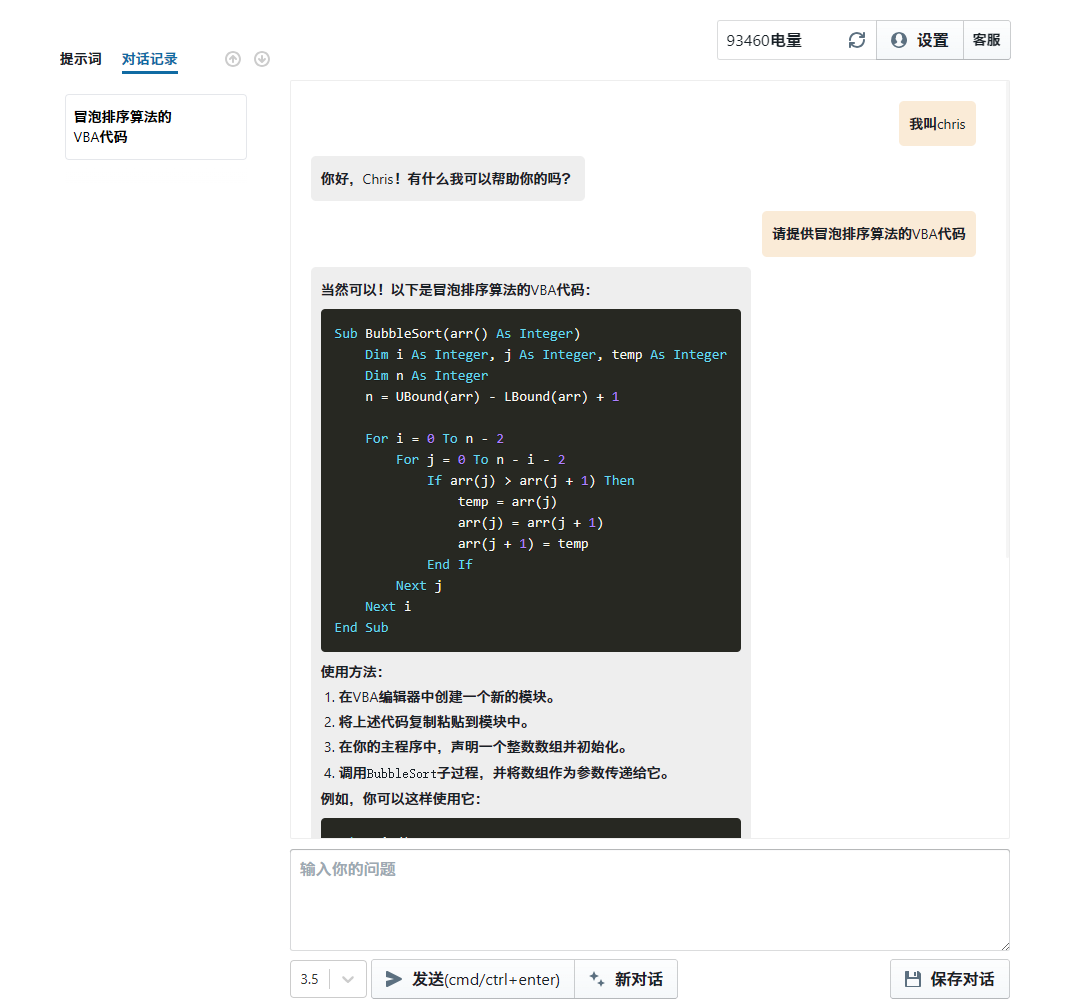 93460电量
设置
客服
提示词
对话记录
冒泡排序算法的
VBA代码
我叫chris
你好，Chris！有什么我可以帮助你的吗？
请提供冒泡排序算法的VBA代码
当然可以！以下是冒泡排序算法的VBA代码：
Sub BubbleSort(arr() As Integer)
    Dim i As Integer, j As Integer, temp As Integer
    Dim n As Integer
    n = UBound(arr) - LBound(arr) + 1
    For i = 0 To n - 2
        For j = 0 To n - i - 2
            If arr(j) > arr(j + 1) Then
                temp = arr(j)
                arr(j) = arr(j + 1)
                arr(j + 1) = temp
            End If
        Next j
    Next i
End Sub
使用方法：
1. 在VBA编辑器中创建一个新的模块。
2. 将上述代码复制粘贴到模块中。
3. 在你的主程序中，声明一个整数数组并初始化。
4. 调用BubbleSort子过程，并将数组作为参数传递给它。
例如，你可以这样使用它：
输入你的问题
3.5
发送(cmd/ctrl+enter)
新对话
保存对话